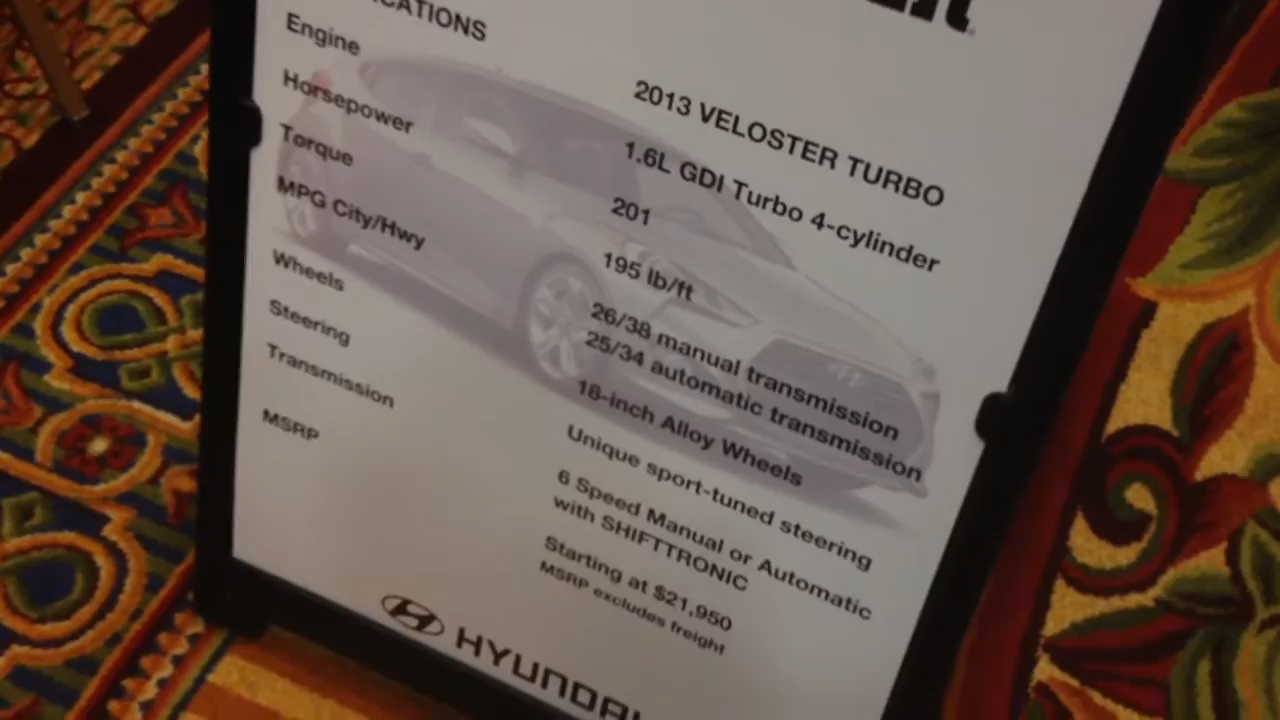 2013 VELOSTER TURBO
Engine 1.6L GDI Turbo 4-cylinder
Horsepower 201
Torque 195 lb/ft
MPG City/Hwy 26/38 manual transmission
25/34 automatic transmission
Wheels 18-inch Alloy Wheels
Steering Unique sport-tuned steering
Transmission 6 Speed Manual or Automatic
with SHIFTTRONIC
MSRP Starting at $21,950
MSRP excludes freight
HYUNDAI